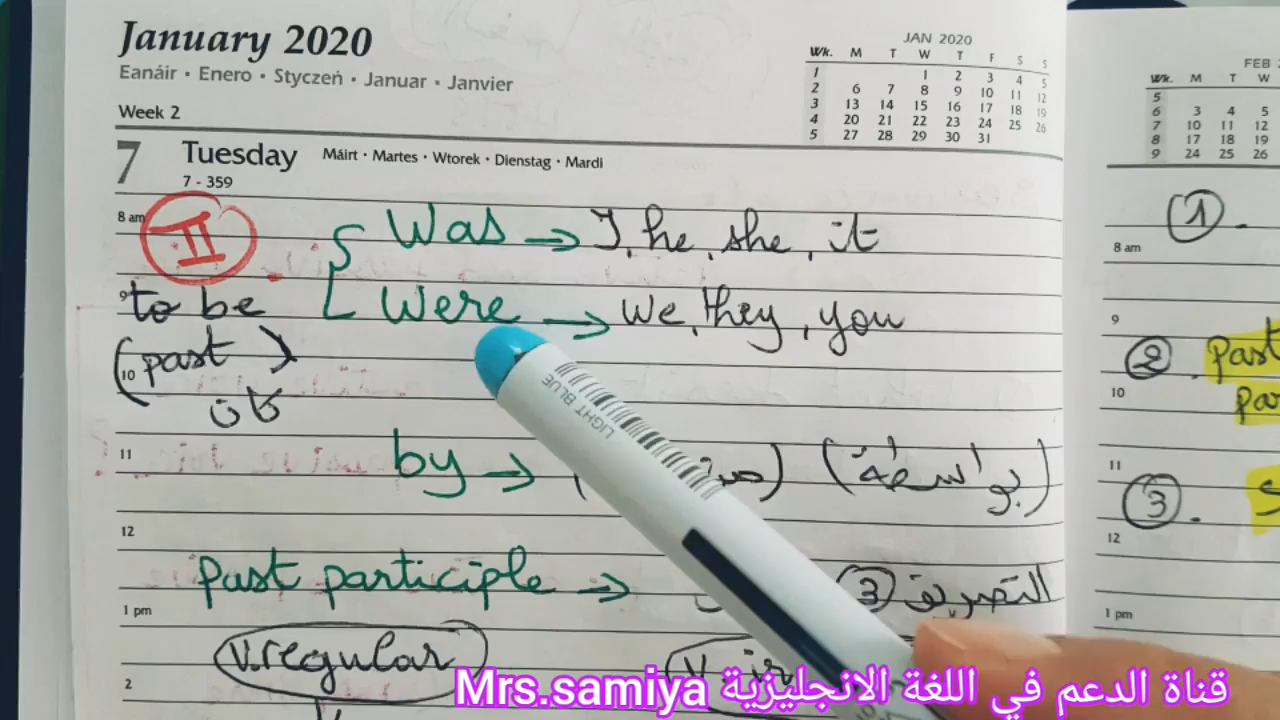 January 2020
Eanáir • Enero • Styczeń • Januar • Janvier
Week 2
JAN 2020
Wk. M T W T F S S
1 1 2 3 4 5
2 6 7 8 9 10 11 12
3 13 14 15 16 17 18 19
4 20 21 22 23 24 25 26
5 27 28 29 30 31
7 Tuesday Máirt • Martes • Wtorek • Dienstag • Mardi
7 - 359
8 am II Was → I, he, she, it
9 to be Were → We, they, you
10 (past)
كان
LIGHT BLUE
11 by → (بواسطة)
12
past participle → التصريف 3
1 pm
v.regular
2
FEB
Wk. M T W
5
6 3 4 5
7 10 11 12
8 17 18 19
9 24 25 26
1.
8 am
9
2. past
10
11
3.
12
1 pm
قناة الدعم في اللغة الانجليزية Mrs.samiya